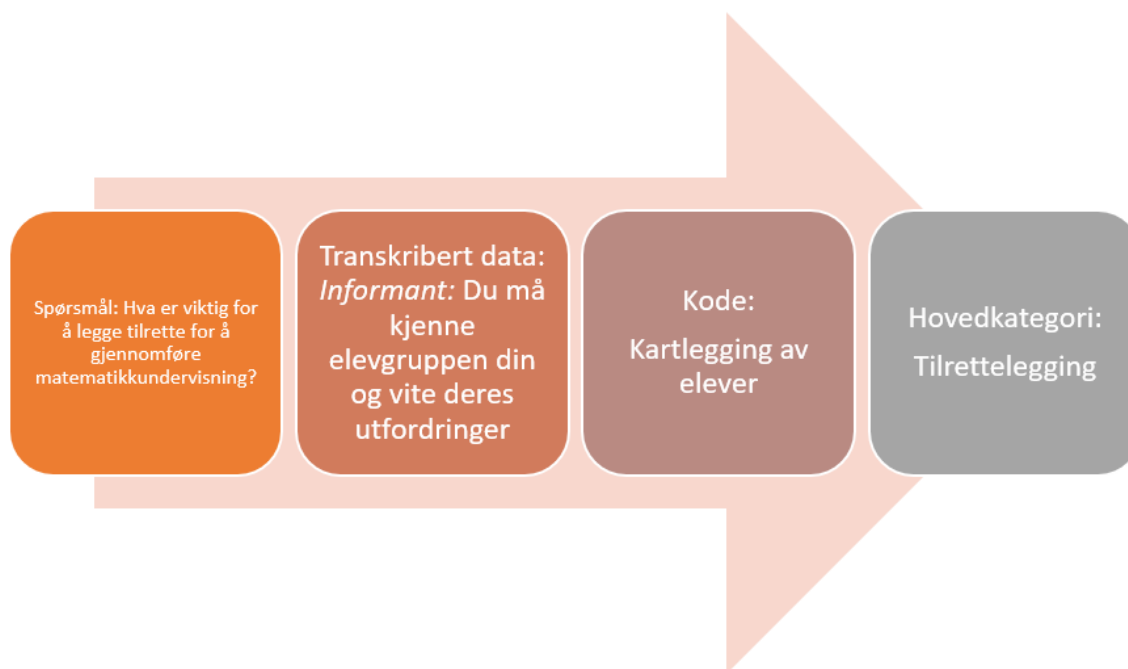 Spørsmål: Hva er viktig for
å legge tilrette for å
gjennomføre
matematikkundervisning?
Transkribert data:
Informant: Du må
kjenne
elevgruppen din
og vite deres
utfordringer
Kode:
Kartlegging av
elever
Hovedkategori:
Tilrettelegging